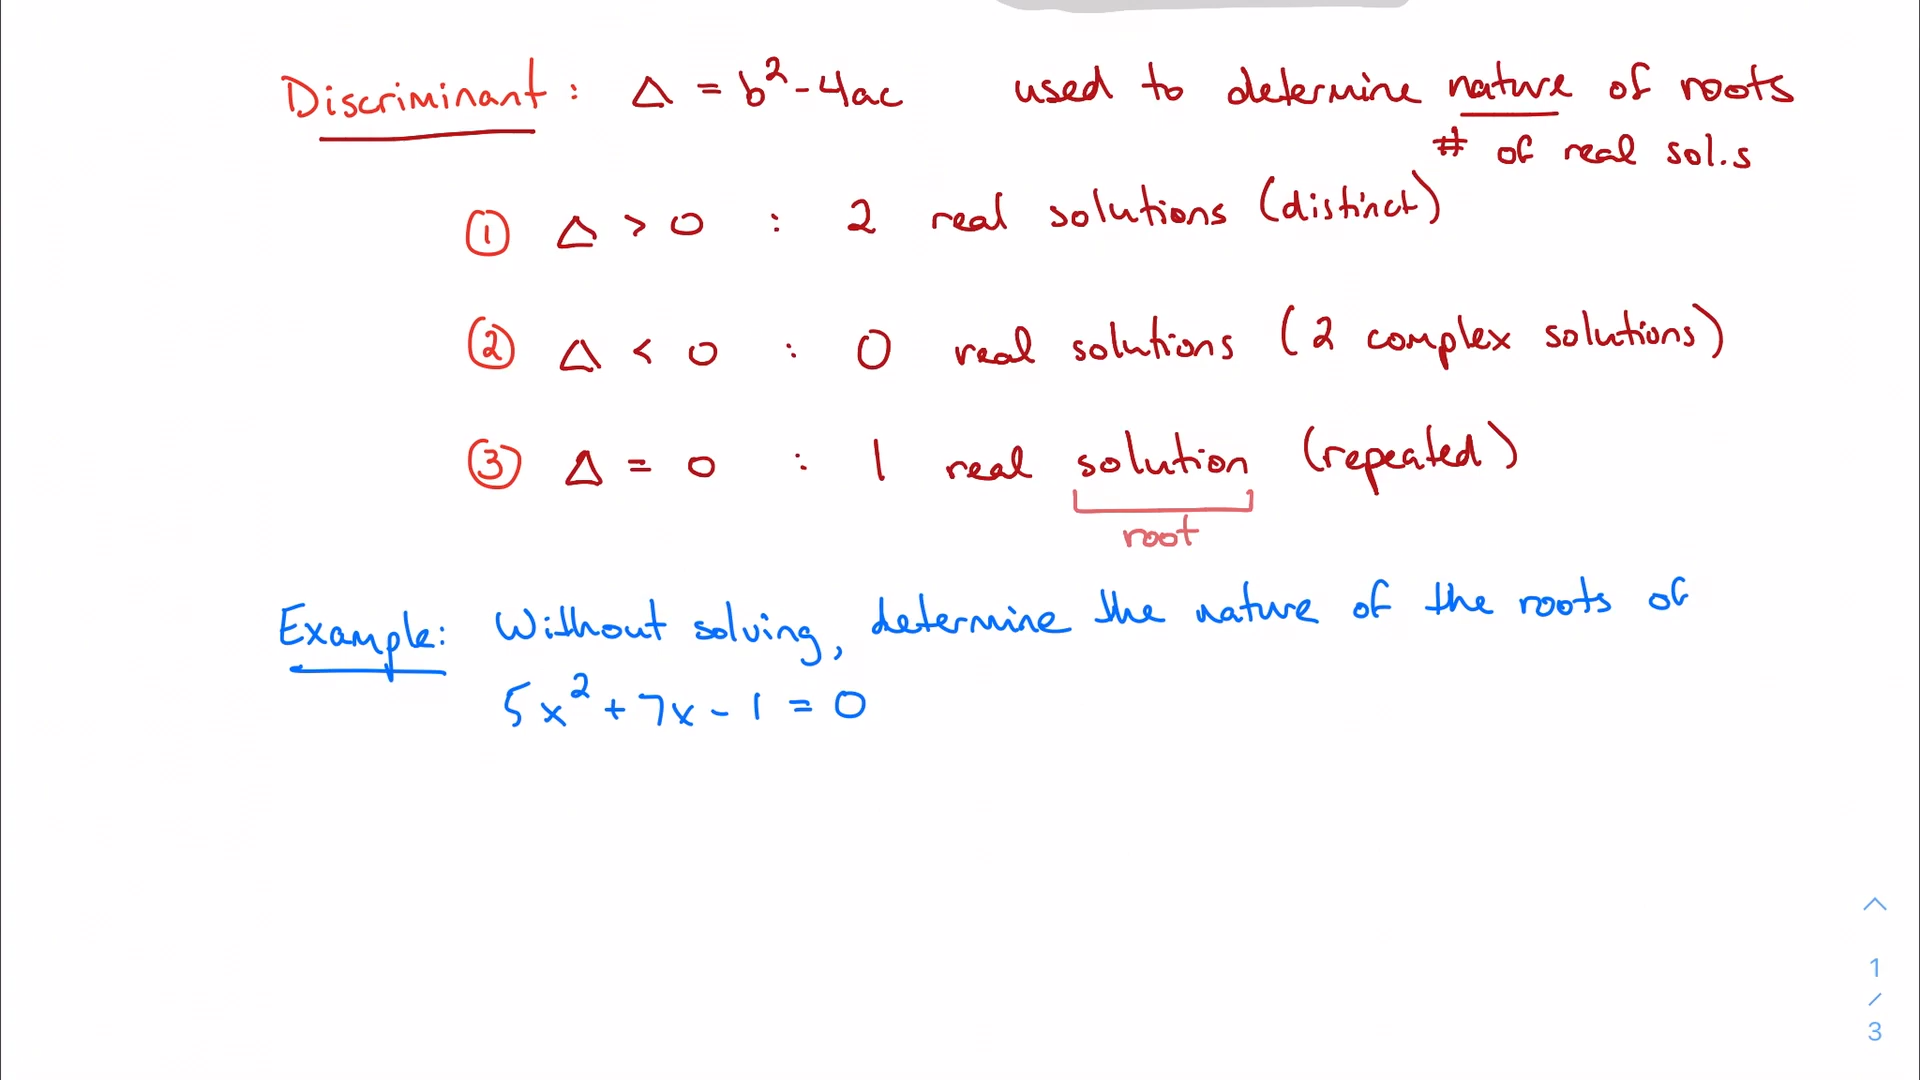 Discriminant : Δ = b² - 4ac used to determine nature of roots
# of real sol.s
① Δ > 0 : 2 real solutions (distinct)
② Δ < 0 : 0 real solutions (2 complex solutions)
③ Δ = 0 : 1 real solution (repeated)
root
Example: Without solving, determine the nature of the roots of
5x² + 7x - 1 = 0
1
/
3